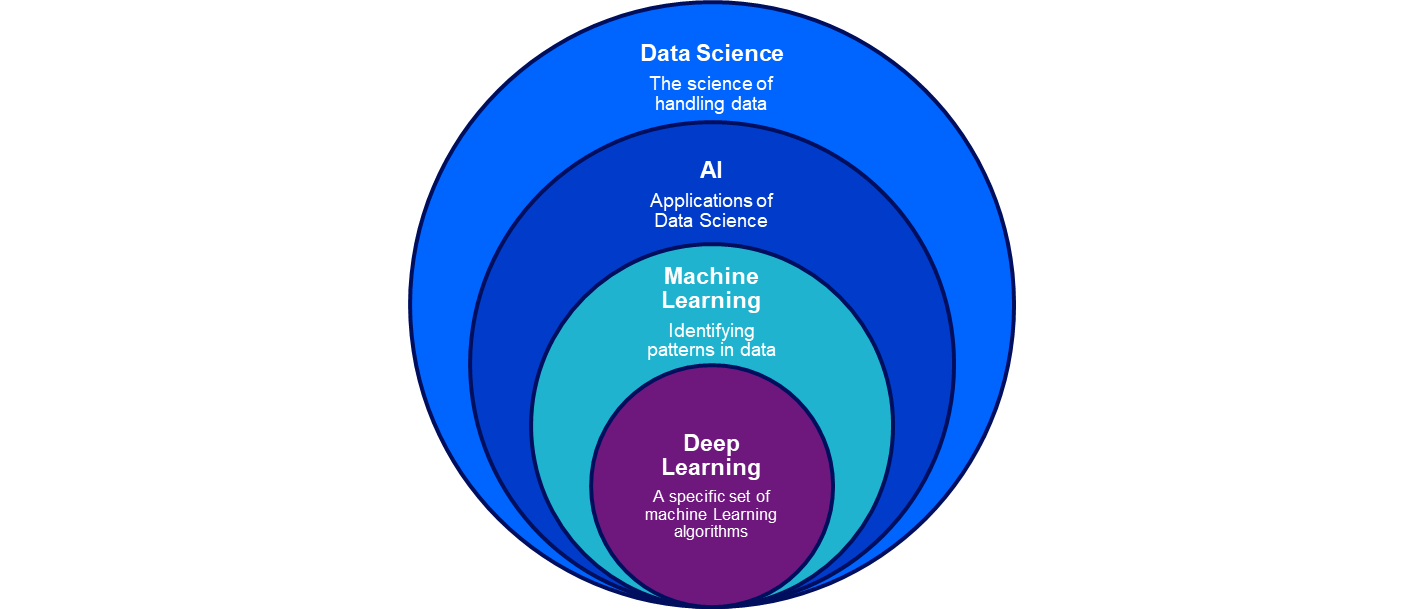 Data Science
The science of
handling data
AI
Applications of
Data Science
Machine
Learning
Identifying
patterns in data
Deep
Learning
A specific set of
machine Learning
algorithms